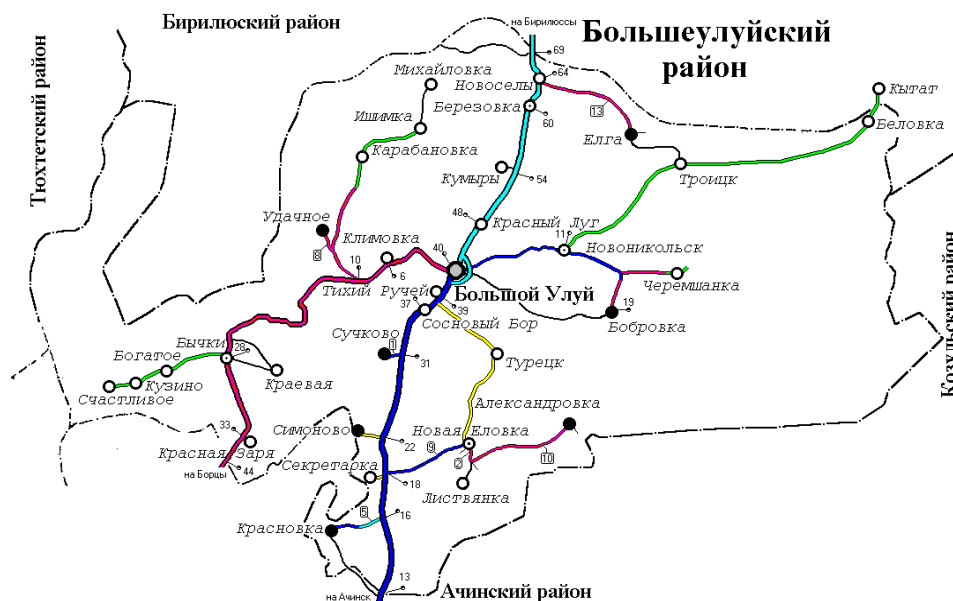 Бирилюский район
на Бирилюссы
Большеулуйский
район
69
Михайловка
64
Новоселы
Кытат
Березовка
13
60
Ишимка
Беловка
Елга
Карабановка
Троицк
Кумыры
54
Тюхтетский район
Удачное
48
Красный Луг
11
Климовка
40
Новоникольск
8
10
6
Тихий Ручей
Большой Улуй
Черемшанка
37
39
19
Сосновый Бор
Бобровка
Сучково
1
31
Бычки
28
Богатое
Турецк
Кузино
Краевая
Счастливое
Козульский район
Александровка
33
Симоново
22
Новая Еловка
9
Красная Заря
2
10
на Борцы
44
Секретарка
18
Листвянка
5
16
Красновка
13
на Ачинск
Ачинский район